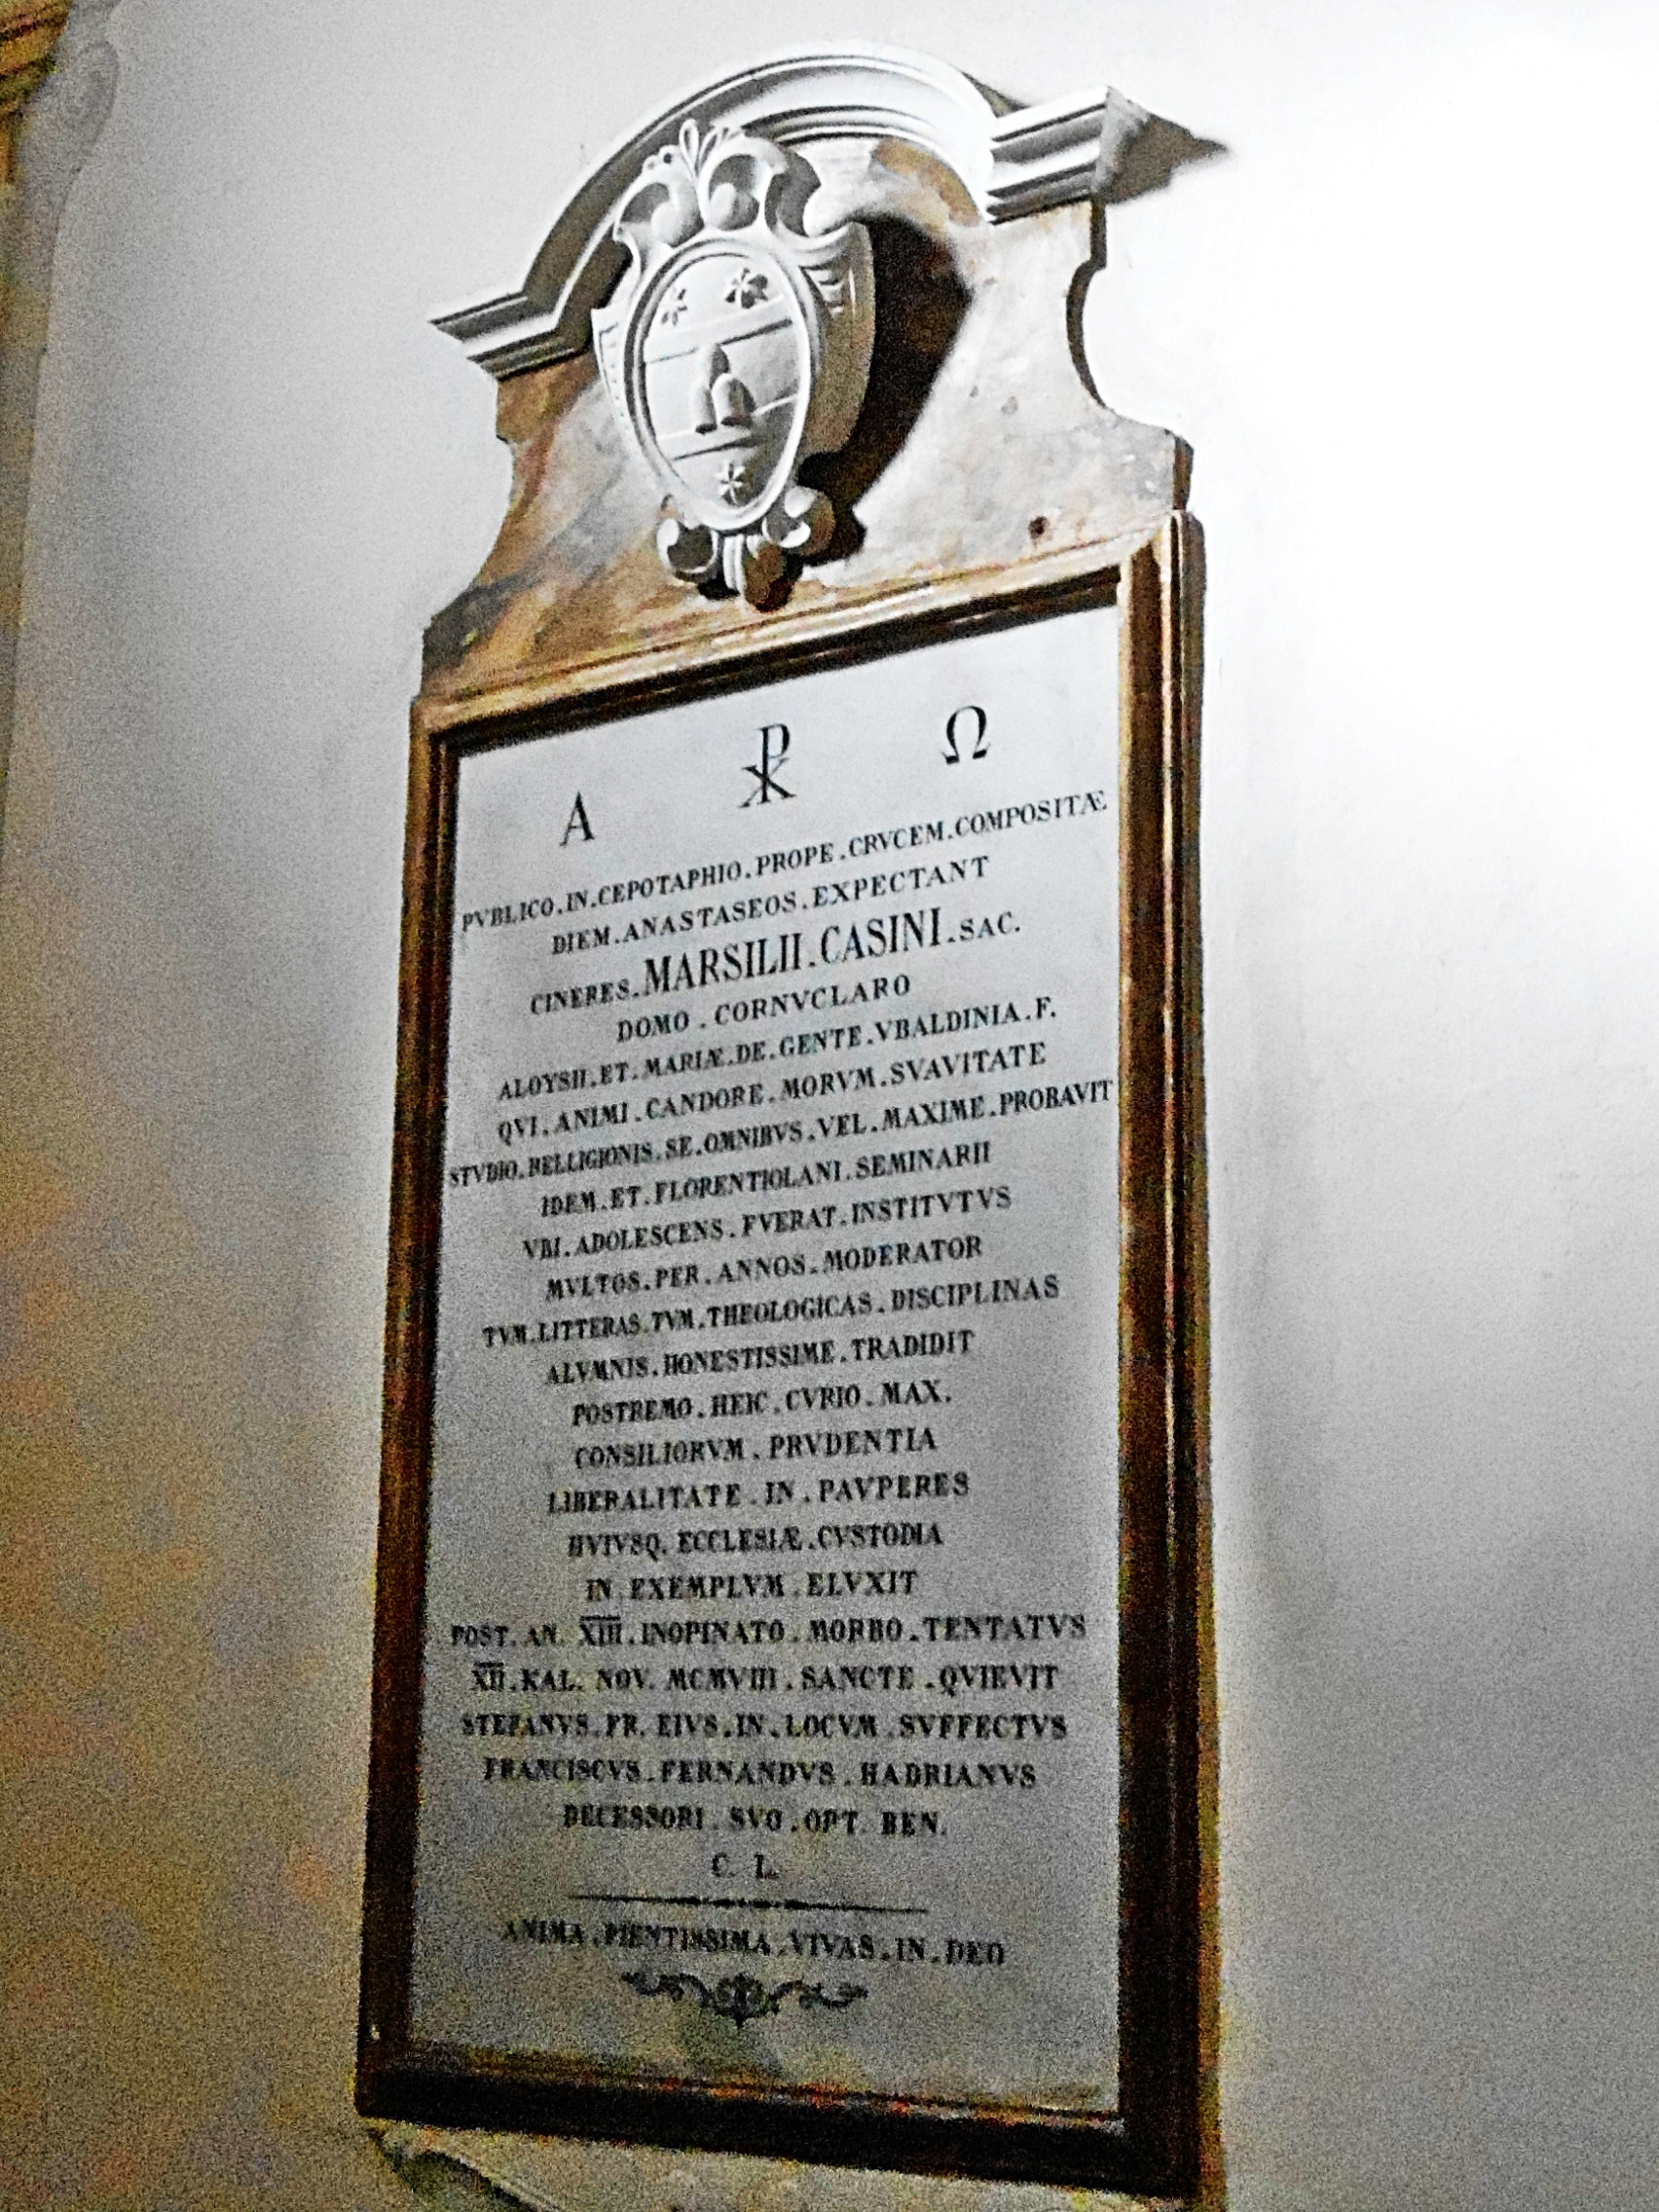 A ☧ Ω
PVBLICO.IN.CEPOTAPHIO.PROPE.CRVCEM.COMPOSITÆ
DIEM.ANASTASEOS.EXPECTANT
CINERES.MARSILII.CASINI.SAC.
DOMO.CORNVCLARO
ALOYSII.ET.MARIÆ.DE.GENTE.VBALDINIA.F.
QVI.ANIMI.CANDORE.MORVM.SVAVITATE
STVDIO.RELLIGIONIS.SE.OMNIBVS.VEL.MAXIME.PROBAVIT
IDEM.ET.FLORENTIOLANI.SEMINARII
VBI.ADOLESCENS.FVERAT.INSTITVTVS
MVLTOS.PER.ANNOS.MODERATOR
TVM.LITTERAS.TVM.THEOLOGICAS.DISCIPLINAS
ALVMNIS.HONESTISSIME.TRADIDIT
POSTREMO.HEIC.CVRIO.MAX.
CONSILIORVM.PRVDENTIA
LIBERALITATE.IN.PAVPERES
HVIVSQ.ECCLESIÆ.CVSTODIA
IN.EXEMPLVM.ELVXIT
POST.AN.XIII.INOPINATO.MORBO.TENTATVS
XII.KAL.NOV.MCMVIII.SANCTE.QVIEVIT
STEFANVS.FR.EIVS.IN.LOCVM.SVFFECTVS
FRANCISCVS.FERNANDVS.HADRIANVS
DECESSORI.SVO.OPT.BEN.
C. L.
ANIMA.PIENTISSIMA.VIVAS.IN.DEO